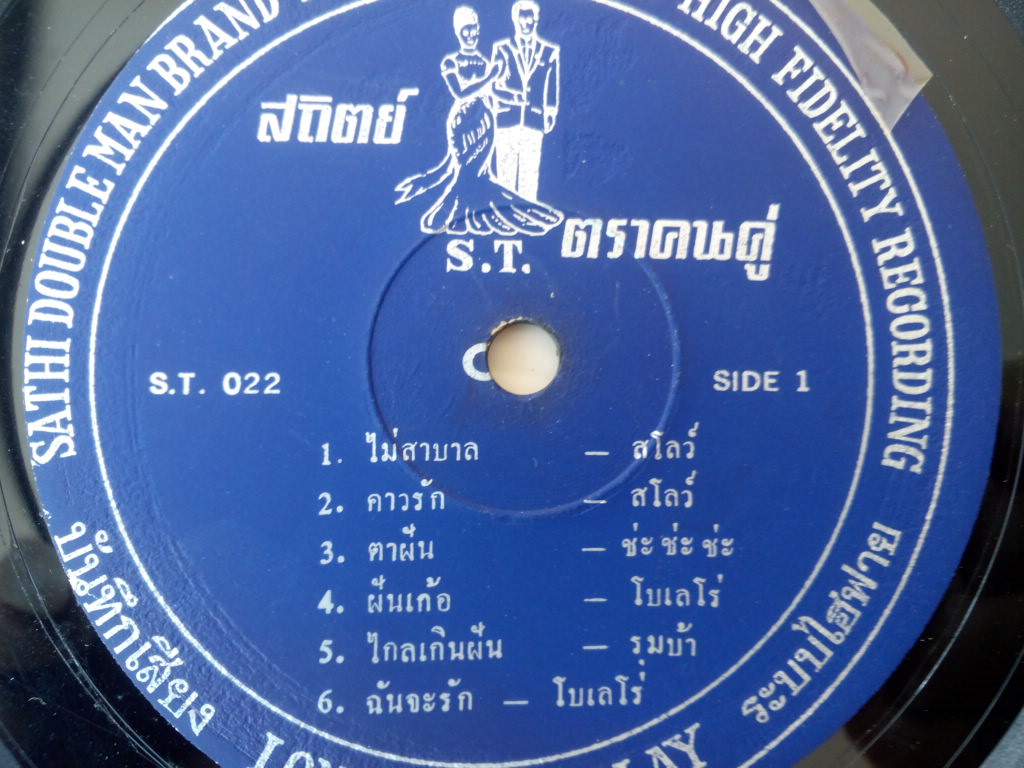 SATHI DOUBLE MAN BRAND
HIGH FIDELITY RECORDING
สถิตย์
S.T. ตราคนคู่
S.T. 022
SIDE 1
1. ไม่สาบาล – สโลว์
2. คาวรัก – สโลว์
3. ตาฝัน – ช่ะ ช่ะ ช่ะ
4. ฝันเก้อ – โบเลโร่
5. ไกลเกินฝัน – รุมบ้า
6. ฉันจะรัก – โบเลโร่
บันทึกเสียง
ระบบไฮฟาย